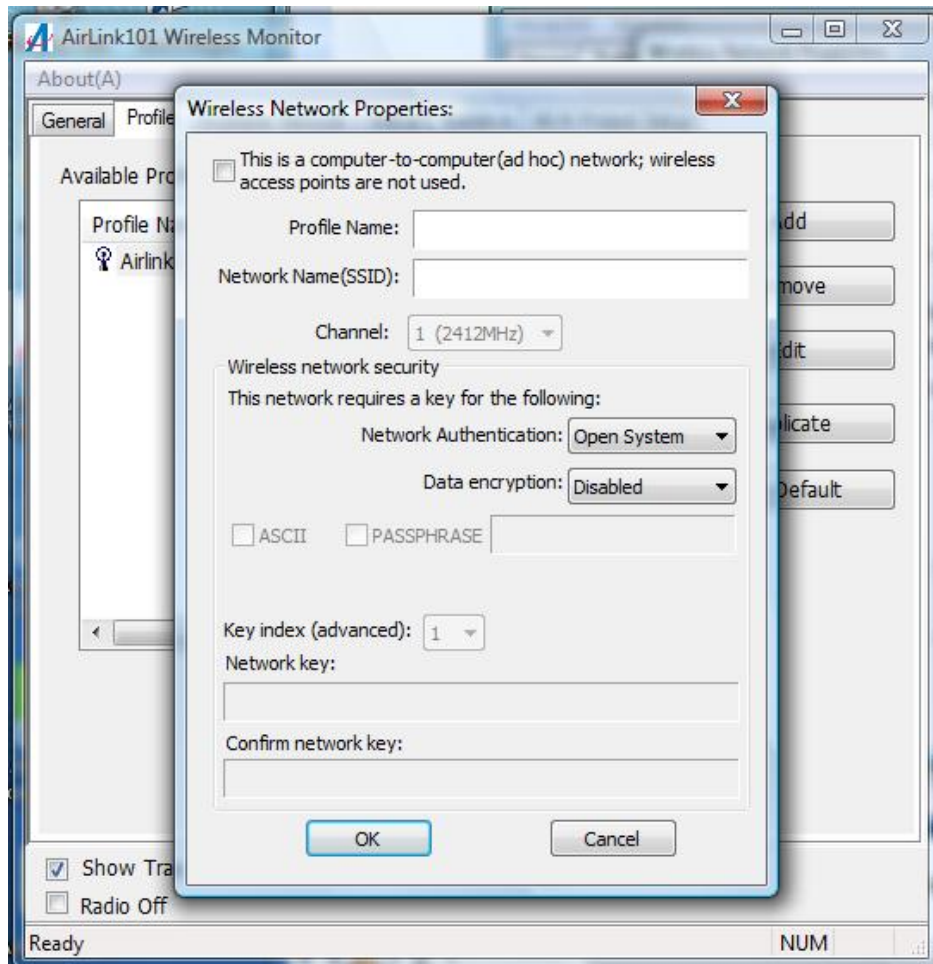 AirLink101 Wireless Monitor
About(A)
General Profile
Available Pro
Profile Na
Airlink
Wireless Network Properties:
This is a computer-to-computer(ad hoc) network; wireless
access points are not used.
Profile Name:
Network Name(SSID):
Channel: 1 (2412MHz)
Wireless network security
This network requires a key for the following:
Network Authentication: Open System
Data encryption: Disabled
ASCII PASSPHRASE
Key index (advanced): 1
Network key:
Confirm network key:
OK Cancel
dd
move
dit
licate
Default
Show Tra
Radio Off
Ready NUM